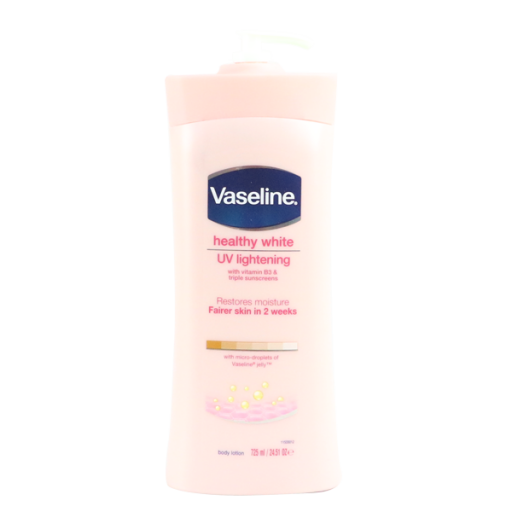 Vaseline.
healthy white
UV lightening
with vitamin B3 &
triple sunscreens
Restores moisture
Fairer skin in 2 weeks
with micro-droplets of
Vaseline® jelly™
body lotion 725 ml / 24.51